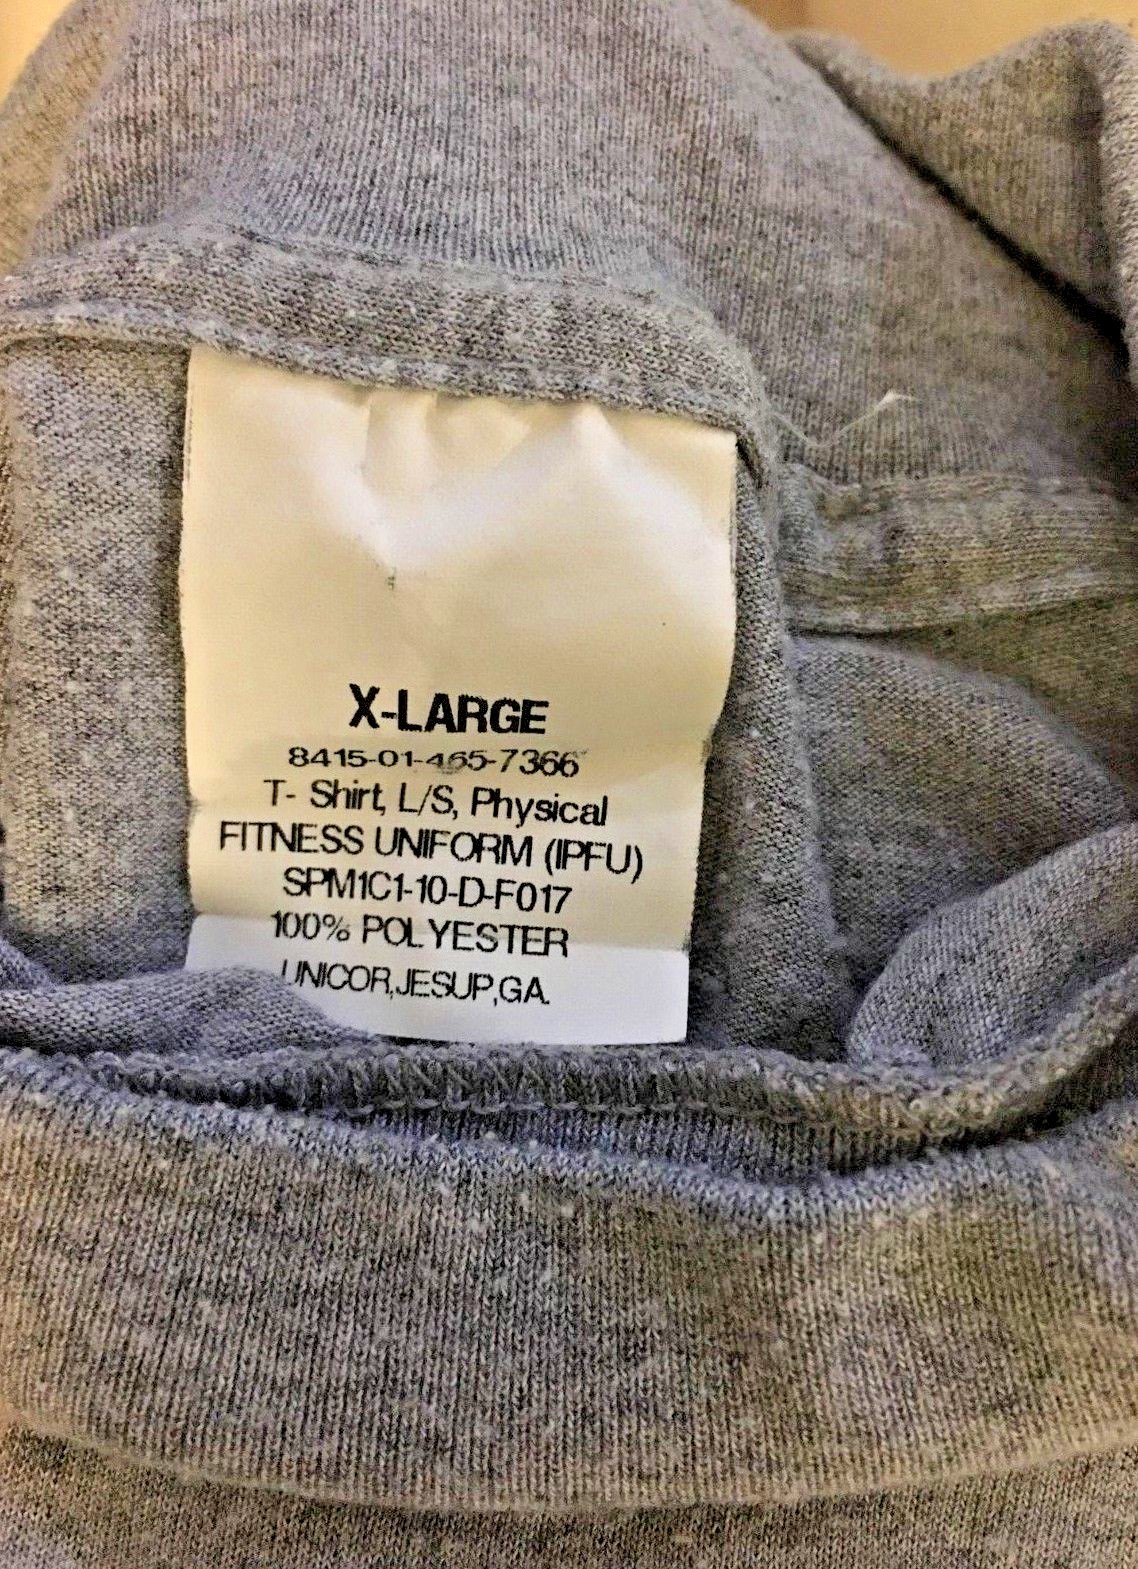 X-LARGE
8415-01-465-7366
T- Shirt, L/S, Physical
FITNESS UNIFORM (IPFU)
SPM1C1-10-D-F017
100% POLYESTER
UNICOR,JESUP,GA.